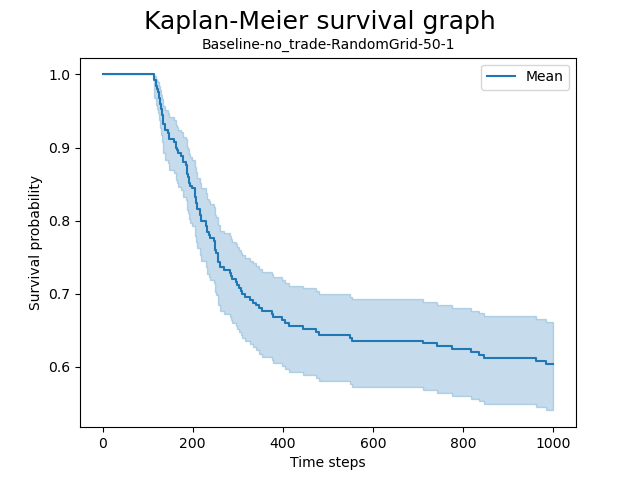 Kaplan-Meier survival graph
Baseline-no_trade-RandomGrid-50-1
Mean
Survival probability
1.0
0.9
0.8
0.7
0.6
0
200
400
600
800
1000
Time steps